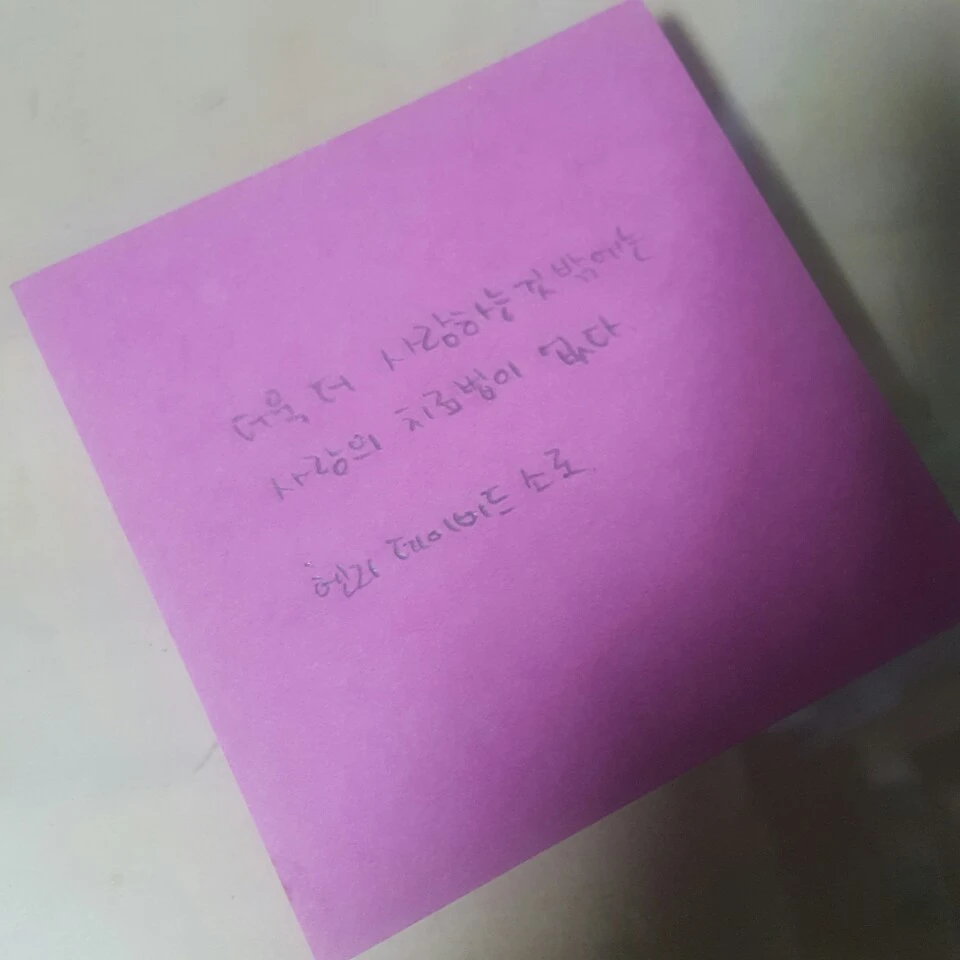 더욱 더 사랑하는 것 밖에는
사랑의 치료법이 없다
헨리 데이비드 소로